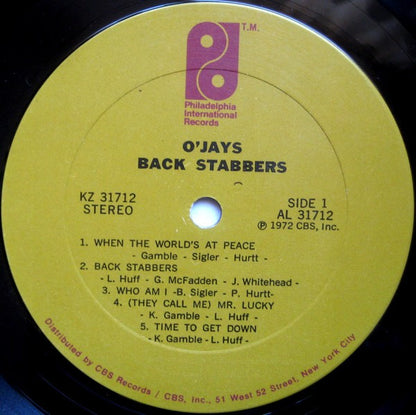 T.M.
Philadelphia
International
Records
O'JAYS
BACK STABBERS
KZ 31712
STEREO
SIDE 1
AL 31712
℗ 1972 CBS, Inc.
1. WHEN THE WORLD'S AT PEACE
- Gamble - Sigler - Hurtt -
2. BACK STABBERS
- L. Huff - G. McFadden - J. Whitehead -
3. WHO AM I -B. Sigler - P. Hurtt-
4. (THEY CALL ME) MR. LUCKY
- K. Gamble - L. Huff -
5. TIME TO GET DOWN
- K. Gamble - L. Huff -
Distributed by CBS Records / CBS, Inc., 51 West 52 Street, New York City